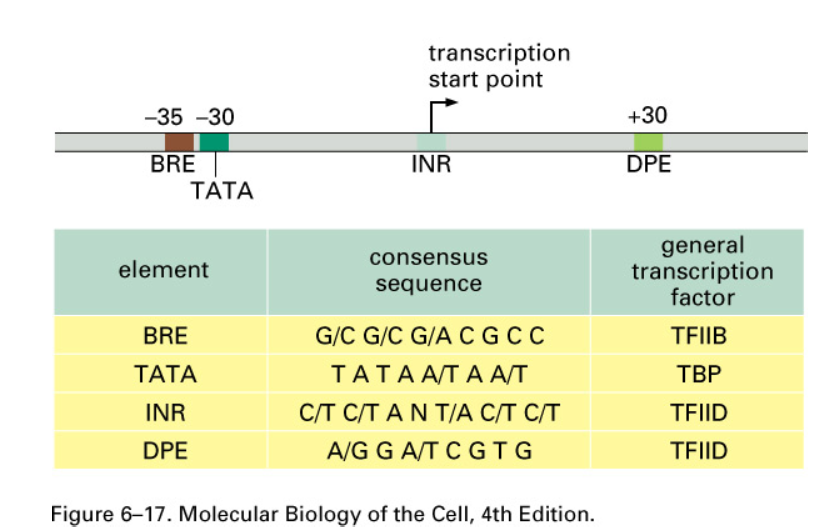 transcription
start point
–35 –30 +30
BRE INR DPE
TATA
element consensus sequence general transcription factor
BRE G/C G/C G/A C G C C TFIIB
TATA T A T A A/T A A/T TBP
INR C/T C/T A N T/A C/T C/T TFIID
DPE A/G G A/T C G T G TFIID
Figure 6–17. Molecular Biology of the Cell, 4th Edition.